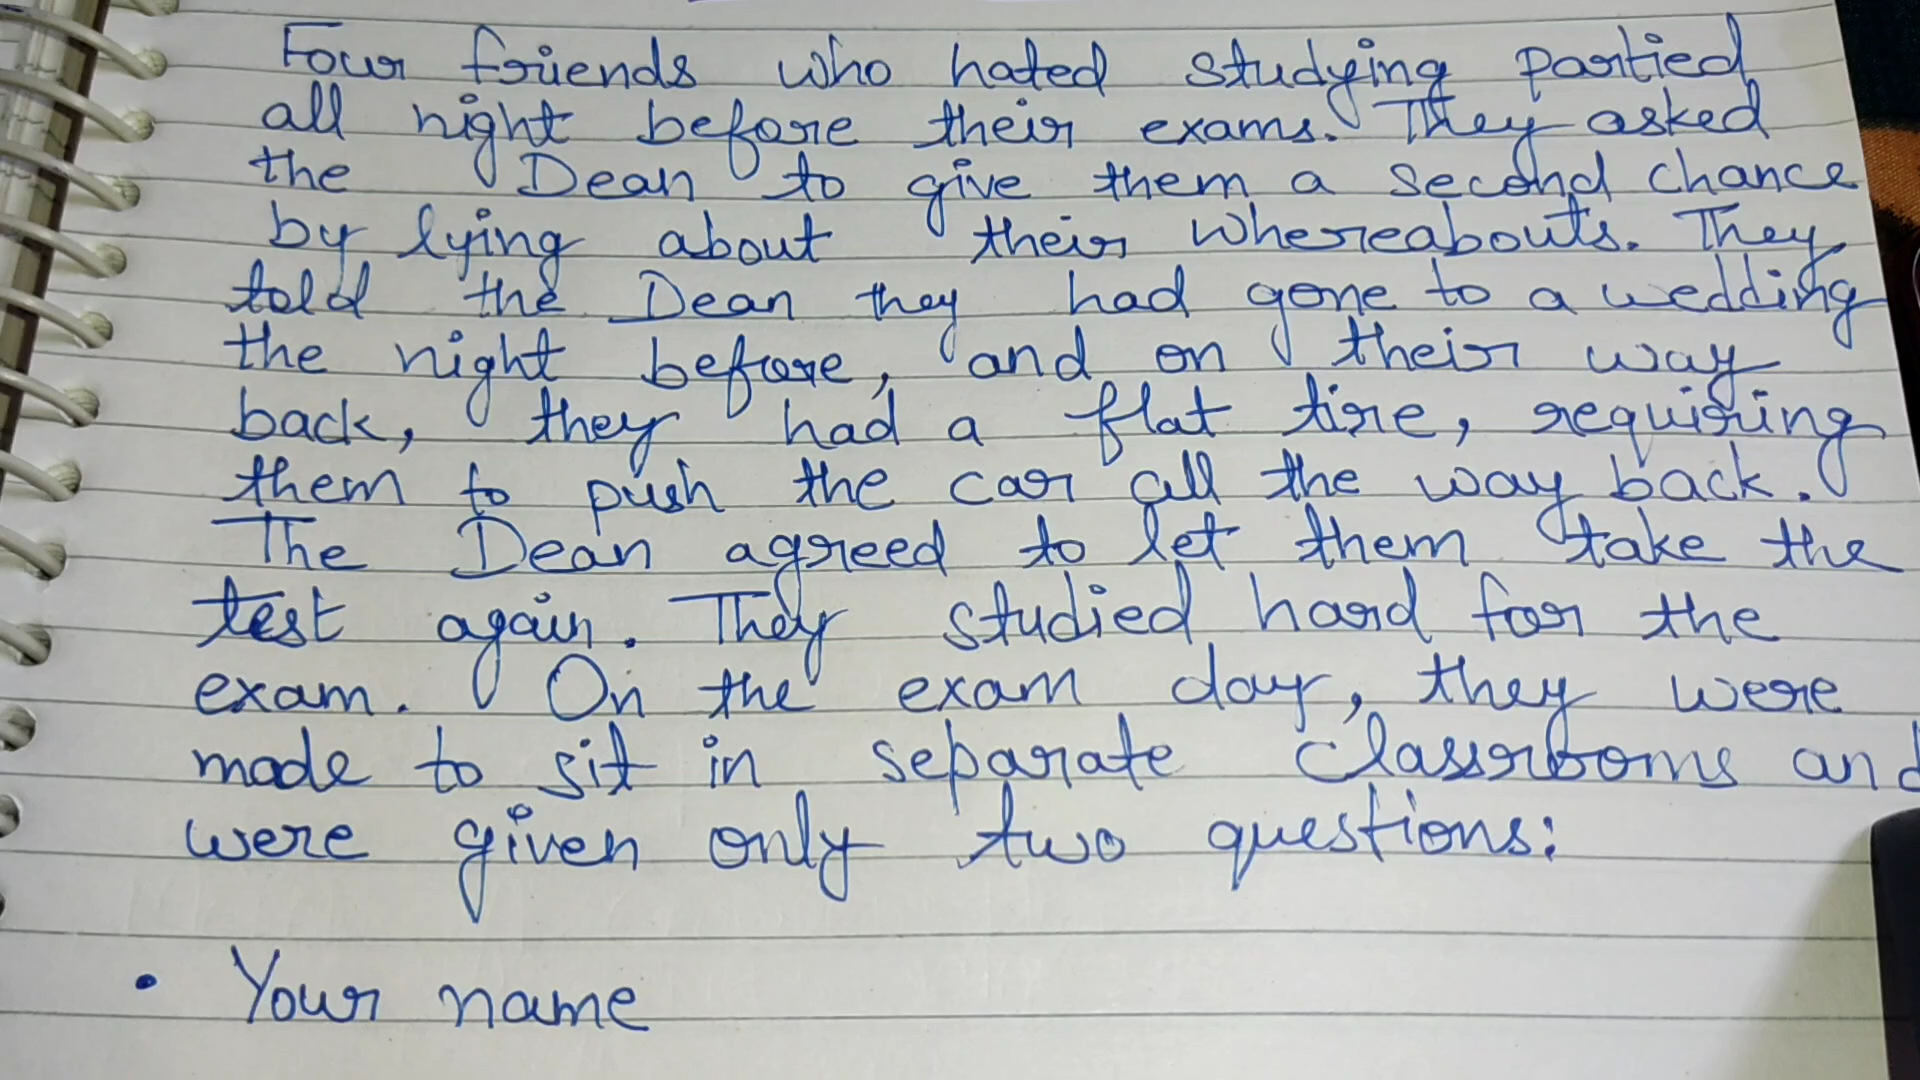 Four friends who hated studying partied
all night before their exams. They asked
the Dean to give them a second chance
by lying about their whereabouts. They
told the Dean they had gone to a wedding
the night before, and on their way
back, they had a flat tire, requiring
them to push the car all the way back.
The Dean agreed to let them take the
test again. They studied hard for the
exam. On the exam day, they were
made to sit in separate classrooms and
were given only two questions:
• Your name